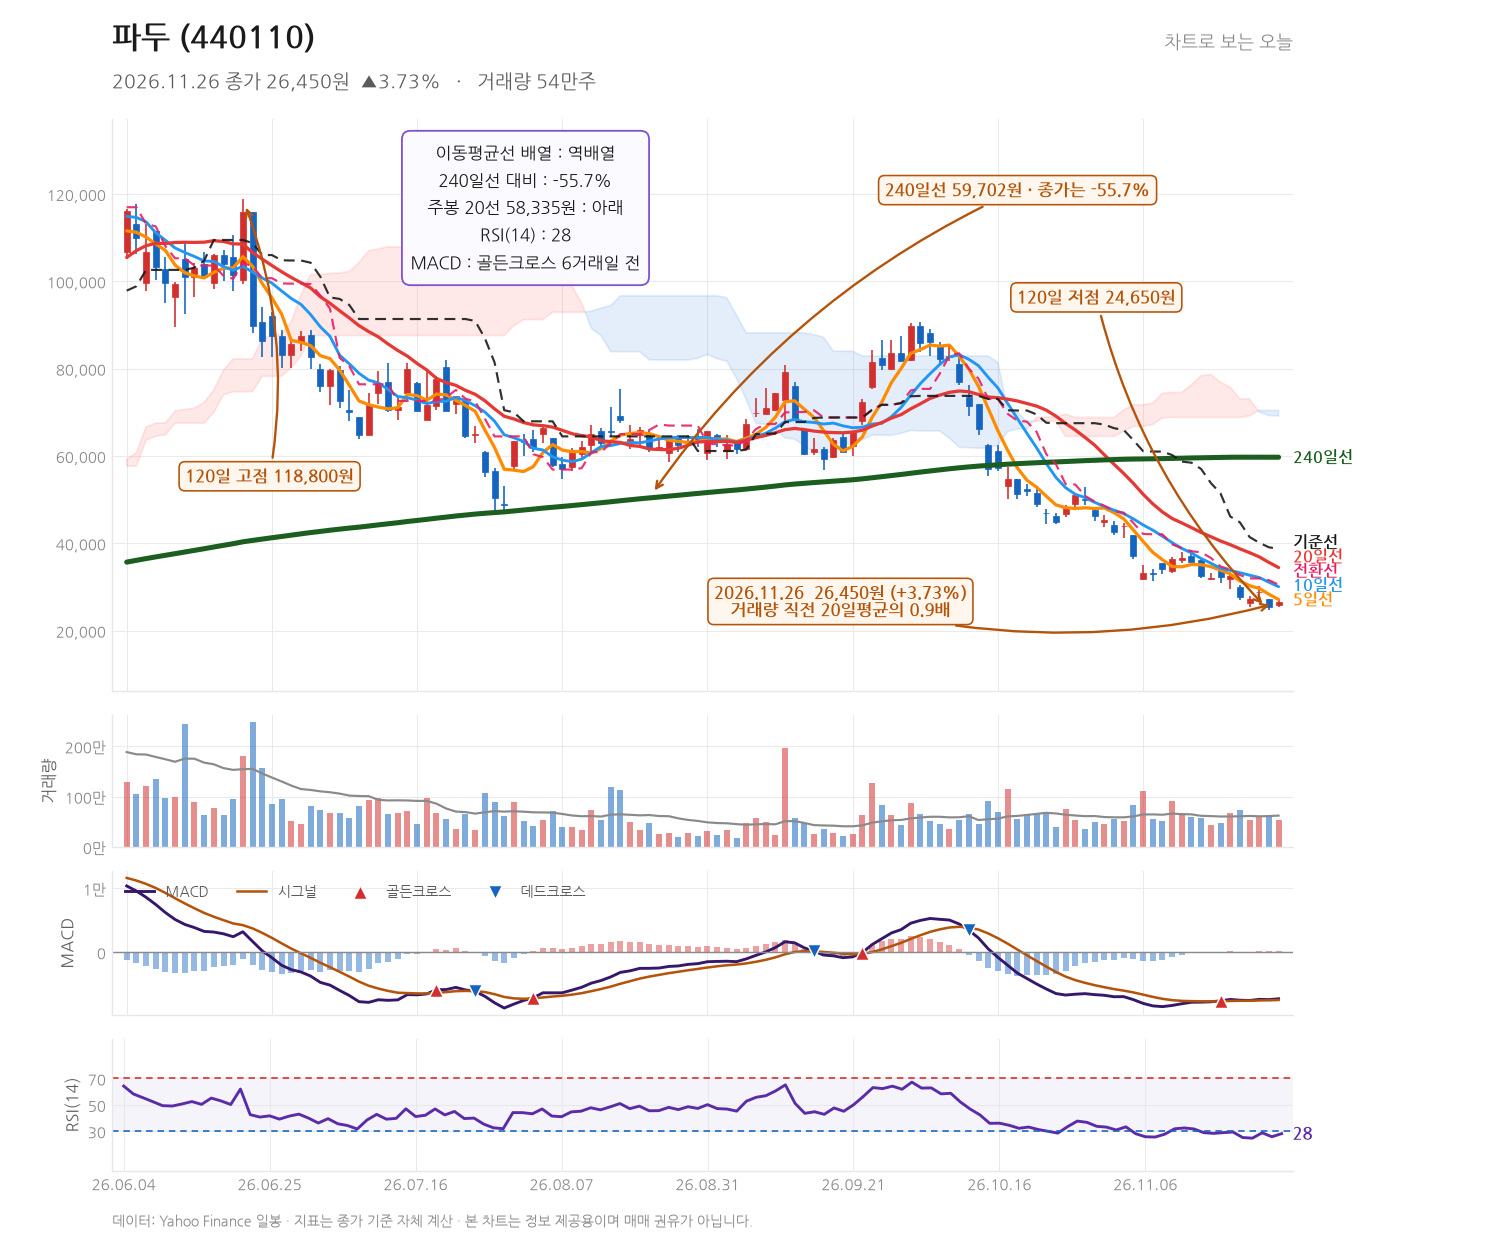 파두 (440110)
차트로 보는 오늘
2026.11.26 종가 26,450원 ▲3.73% · 거래량 54만주
이동평균선 배열 : 역배열
240일선 대비 : -55.7%
주봉 20선 58,335원 : 아래
RSI(14) : 28
MACD : 골든크로스 6거래일 전
240일선 59,702원 · 종가는 -55.7%
120일 저점 24,650원
120일 고점 118,800원
2026.11.26 26,450원 (+3.73%)
거래량 직전 20일평균의 0.9배
120,000
100,000
80,000
60,000
40,000
20,000
240일선
기준선
20일선
전환선
10일선
5일선
거래량
200만
100만
0만
MACD
1만
0
MACD 시그널 골든크로스 데드크로스
RSI(14)
70
50
30
28
26.06.04 26.06.25 26.07.16 26.08.07 26.08.31 26.09.21 26.10.16 26.11.06
데이터: Yahoo Finance 일봉 · 지표는 종가 기준 자체 계산 · 본 차트는 정보 제공용이며 매매 권유가 아닙니다.